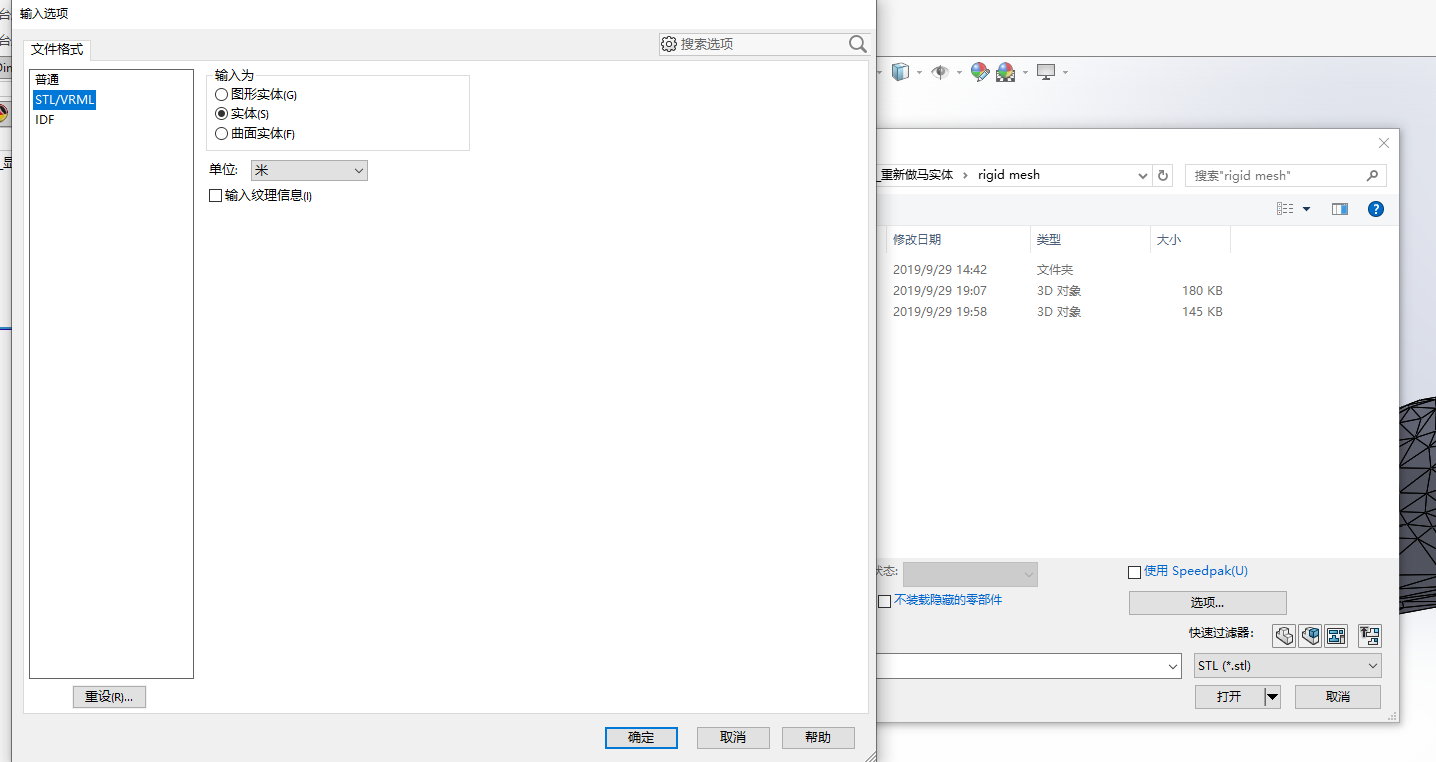 输入选项
文件格式
搜索选项
普通
STL/VRML
IDF
输入为
图形实体(G)
实体(S)
曲面实体(F)
单位:
米
输入纹理信息(I)
重设(R)...
确定
取消
帮助
_重新做马实体 › rigid mesh
搜索"rigid mesh"
修改日期 类型 大小
2019/9/29 14:42 文件夹
2019/9/29 19:07 3D 对象 180 KB
2019/9/29 19:58 3D 对象 145 KB
状态:
使用 Speedpak(U)
不装载隐藏的零部件
选项...
快速过滤器:
STL (*.stl)
打开
取消